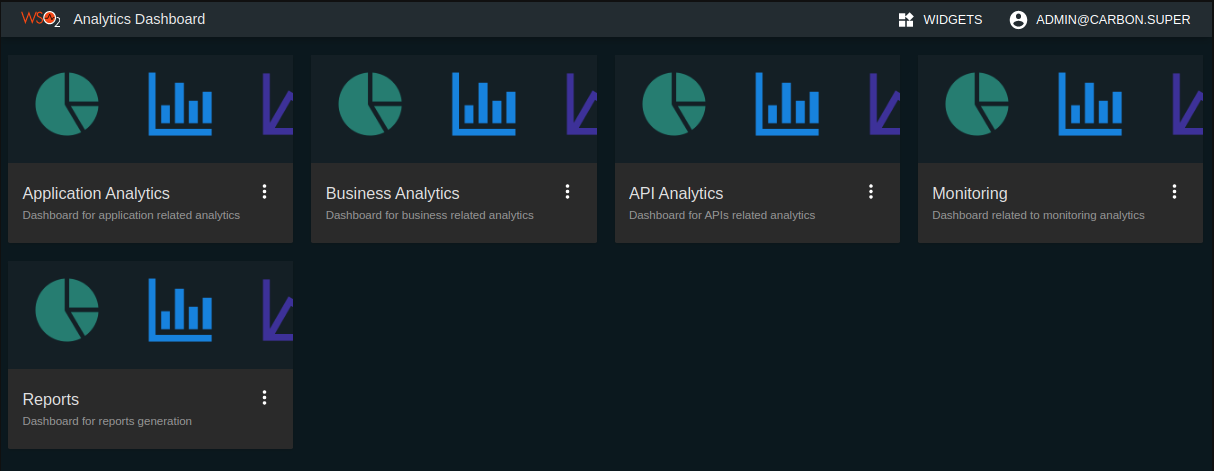 WSO2 Analytics Dashboard WIDGETS ADMIN@CARBON.SUPER
Application Analytics
Dashboard for application related analytics
Business Analytics
Dashboard for business related analytics
API Analytics
Dashboard for APIs related analytics
Monitoring
Dashboard related to monitoring analytics
Reports
Dashboard for reports generation